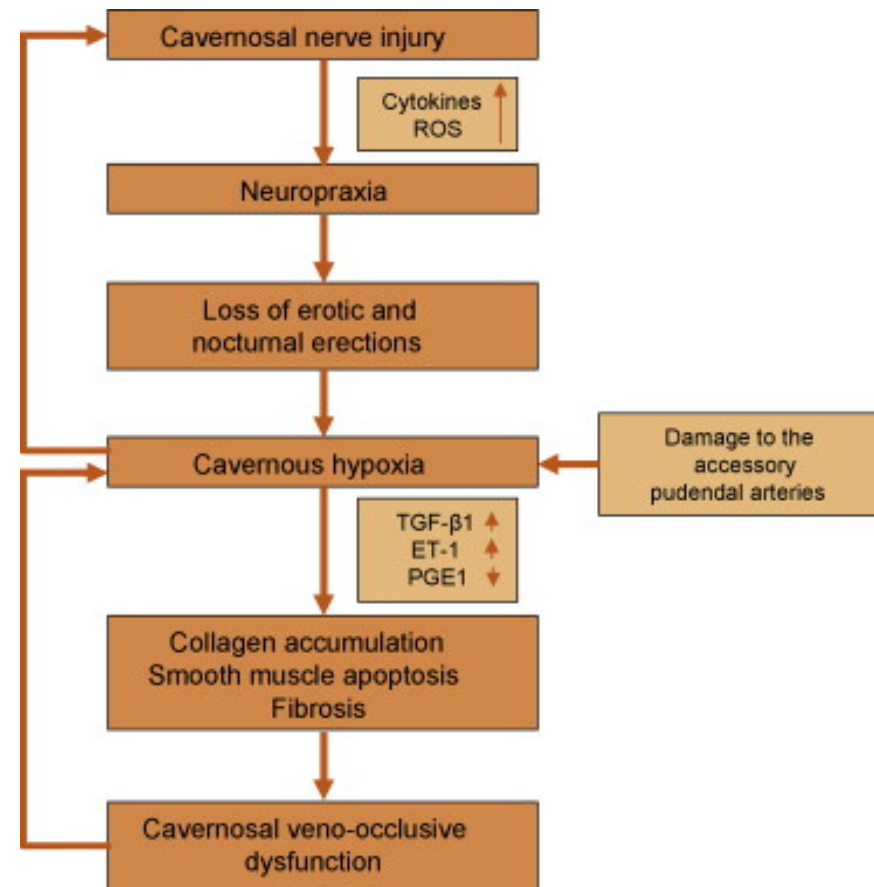 Cavernosal nerve injury
Cytokines
ROS
Neuropraxia
Loss of erotic and
nocturnal erections
Cavernous hypoxia
Damage to the
accessory
pudendal arteries
TGF-β1
ET-1
PGE1
Collagen accumulation
Smooth muscle apoptosis
Fibrosis
Cavernosal veno-occlusive
dysfunction